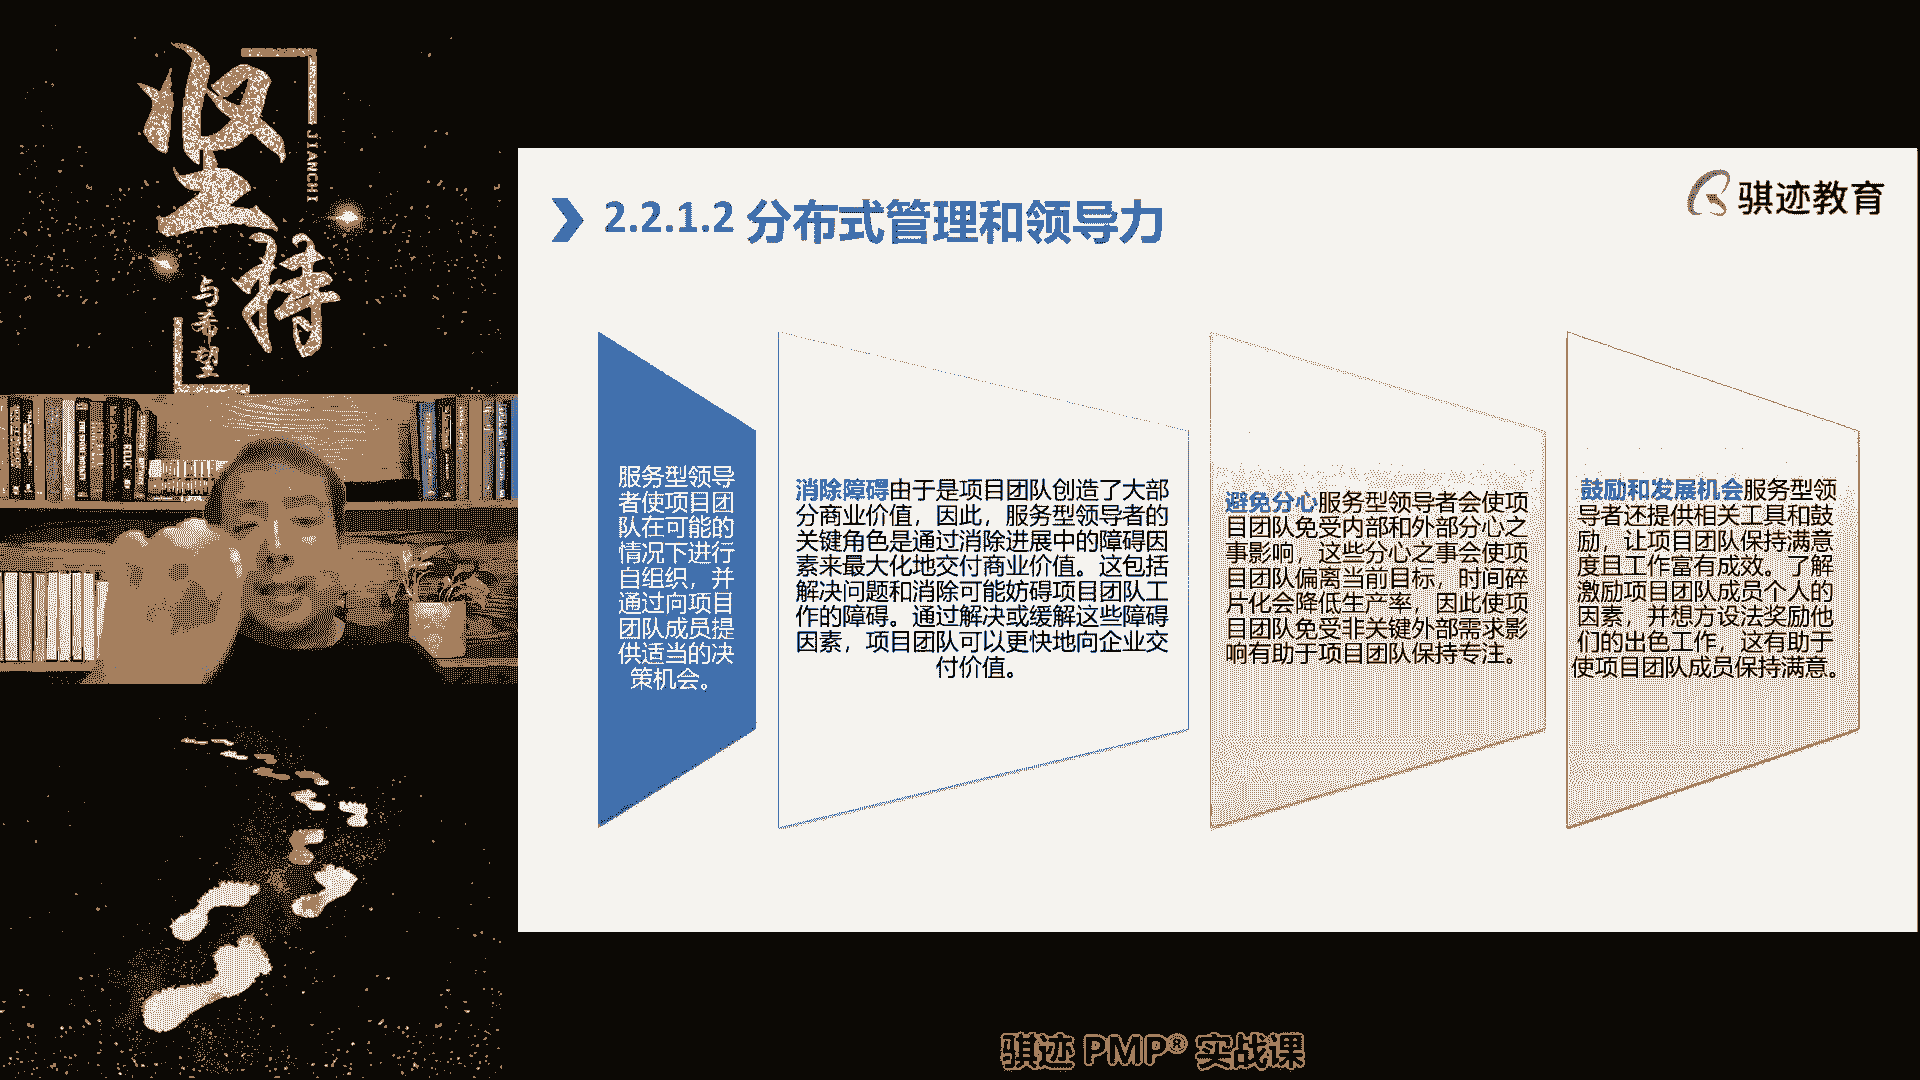 坚持
JIANCHI
与希望
骐迹教育
2.2.1.2 分布式管理和领导力
服务型领导
者使项目团
队在可能的
情况下进行
自组织，并
通过向项目
团队成员提
供适当的决
策机会。
消除障碍由于是项目团队创造了大部
分商业价值，因此，服务型领导者的
关键角色是通过消除进展中的障碍因
素来最大化地交付商业价值。这包括
解决问题和消除可能妨碍项目团队工
作的障碍。通过解决或缓解这些障碍
因素，项目团队可以更快地向企业交
付价值。
避免分心服务型领导者会使项
目团队免受内部和外部分心之
事影响，这些分心之事会使项
目团队偏离当前目标，时间碎
片化会降低生产率，因此使项
目团队免受非关键外部需求影
响有助于项目团队保持专注。
鼓励和发展机会服务型领
导者还提供相关工具和鼓
励，让项目团队保持满意
度且工作富有成效。了解
激励项目团队成员个人的
因素，并想方设法奖励他
们的出色工作，这有助于
使项目团队成员保持满意。
骐迹 PMP® 实战课